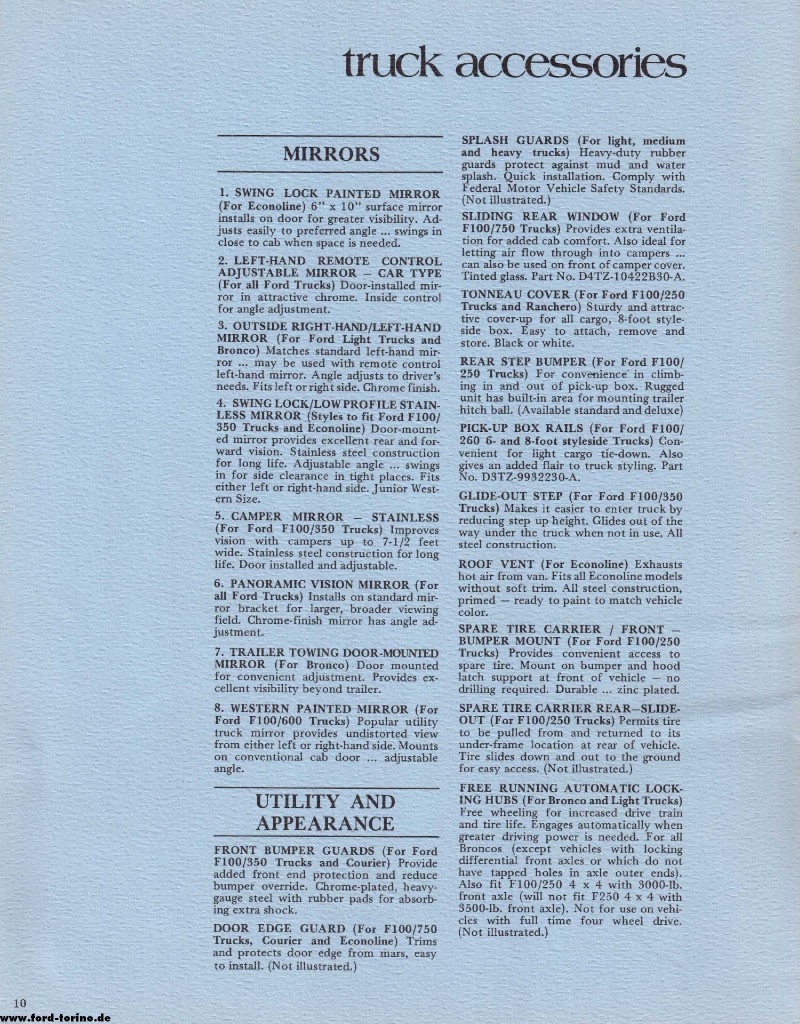 truck accessories
MIRRORS
1. SWING LOCK PAINTED MIRROR
(For Econoline) 6" x 10" surface mirror
installs on door for greater visibility. Ad-
justs easily to preferred angle ... swings in
close to cab when space is needed.
2. LEFT-HAND REMOTE CONTROL
ADJUSTABLE MIRROR — CAR TYPE
(For all Ford Trucks) Door-installed mir-
ror in attractive chrome. Inside control
for angle adjustment.
3. OUTSIDE RIGHT-HAND/LEFT-HAND
MIRROR (For Ford Light Trucks and
Bronco) Matches standard left-hand mir-
ror ... may be used with remote control
left-hand mirror. Angle adjusts to driver's
needs. Fits left or right side. Chrome finish.
4. SWING LOCK/LOW PROFILE STAIN-
LESS MIRROR (Styles to fit Ford F100/
350 Trucks and Econoline) Door-mount-
ed mirror provides excellent rear and for-
ward vision. Stainless steel construction
for long life. Adjustable angle ... swings
in for side clearance in tight places. Fits
either left or right-hand side. Junior West-
ern Size.
5. CAMPER MIRROR — STAINLESS
(For Ford F100/350 Trucks) Improves
vision with campers up to 7-1/2 feet
wide. Stainless steel construction for long
life. Door installed and adjustable.
6. PANORAMIC VISION MIRROR (For
all Ford Trucks) Installs on standard mir-
ror bracket for larger, broader viewing
field. Chrome-finish mirror has angle ad-
justment.
7. TRAILER TOWING DOOR-MOUNTED
MIRROR (For Bronco) Door mounted
for convenient adjustment. Provides ex-
cellent visibility beyond trailer.
8. WESTERN PAINTED MIRROR (For
Ford F100/600 Trucks) Popular utility
truck mirror provides undistorted view
from either left or right-hand side. Mounts
on conventional cab door ... adjustable
angle.
UTILITY AND
APPEARANCE
FRONT BUMPER GUARDS (For Ford
F100/350 Trucks and Courier) Provide
added front end protection and reduce
bumper override. Chrome-plated, heavy-
gauge steel with rubber pads for absorb-
ing extra shock.
DOOR EDGE GUARD (For F100/750
Trucks, Courier and Econoline) Trims
and protects door edge from mars, easy
to install. (Not illustrated.)
SPLASH GUARDS (For light, medium
and heavy trucks) Heavy-duty rubber
guards protect against mud and water
splash. Quick installation. Comply with
Federal Motor Vehicle Safety Standards.
(Not illustrated.)
SLIDING REAR WINDOW (For Ford
F100/750 Trucks) Provides extra ventila-
tion for added cab comfort. Also ideal for
letting air flow through into campers ...
can also be used on front of camper cover.
Tinted glass. Part No. D4TZ-10422B30-A.
TONNEAU COVER (For Ford F100/250
Trucks and Ranchero) Sturdy and attrac-
tive cover-up for all cargo, 8-foot style-
side box. Easy to attach, remove and
store. Black or white.
REAR STEP BUMPER (For Ford F100/
250 Trucks) For convenience in climb-
ing in and out of pick-up box. Rugged
unit has built-in area for mounting trailer
hitch ball. (Available standard and deluxe)
PICK-UP BOX RAILS (For Ford F100/
260 6- and 8-foot styleside Trucks) Con-
venient for light cargo tie-down. Also
gives an added flair to truck styling. Part
No. D3TZ-9932230-A.
GLIDE-OUT STEP (For Ford F100/350
Trucks) Makes it easier to enter truck by
reducing step up height. Glides out of the
way under the truck when not in use. All
steel construction.
ROOF VENT (For Econoline) Exhausts
hot air from van. Fits all Econoline models
without soft trim. All steel construction,
primed — ready to paint to match vehicle
color.
SPARE TIRE CARRIER / FRONT —
BUMPER MOUNT (For Ford F100/250
Trucks) Provides convenient access to
spare tire. Mount on bumper and hood
latch support at front of vehicle — no
drilling required. Durable ... zinc plated.
SPARE TIRE CARRIER REAR—SLIDE-
OUT (For F100/250 Trucks) Permits tire
to be pulled from and returned to its
under-frame location at rear of vehicle.
Tire slides down and out to the ground
for easy access. (Not illustrated.)
FREE RUNNING AUTOMATIC LOCK-
ING HUBS (For Bronco and Light Trucks)
Free wheeling for increased drive train
and tire life. Engages automatically when
greater driving power is needed. For all
Broncos (except vehicles with locking
differential front axles or which do not
have tapped holes in axle outer ends).
Also fit F100/250 4 x 4 with 3000-lb.
front axle (will not fit F250 4 x 4 with
3500-lb. front axle). Not for use on vehi-
cles with full time four wheel drive.
(Not illustrated.)
10
www.ford-torino.de